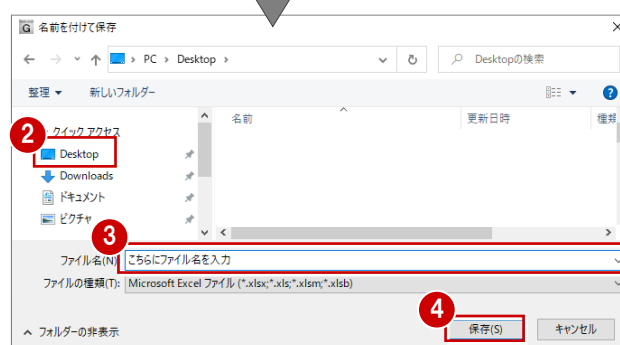 G 名前を付けて保存
PC › Desktop ›
Desktopの検索
整理 新しいフォルダー
?
2
クイック アクセス
名前 更新日時 種類
Desktop
Downloads
ドキュメント
ピクチャ
3
ファイル名(N): こちらにファイル名を入力
ファイルの種類(T): Microsoft Excel ファイル (*.xlsx;*.xls;*.xlsm;*.xlsb)
4
フォルダーの非表示
保存(S) キャンセル